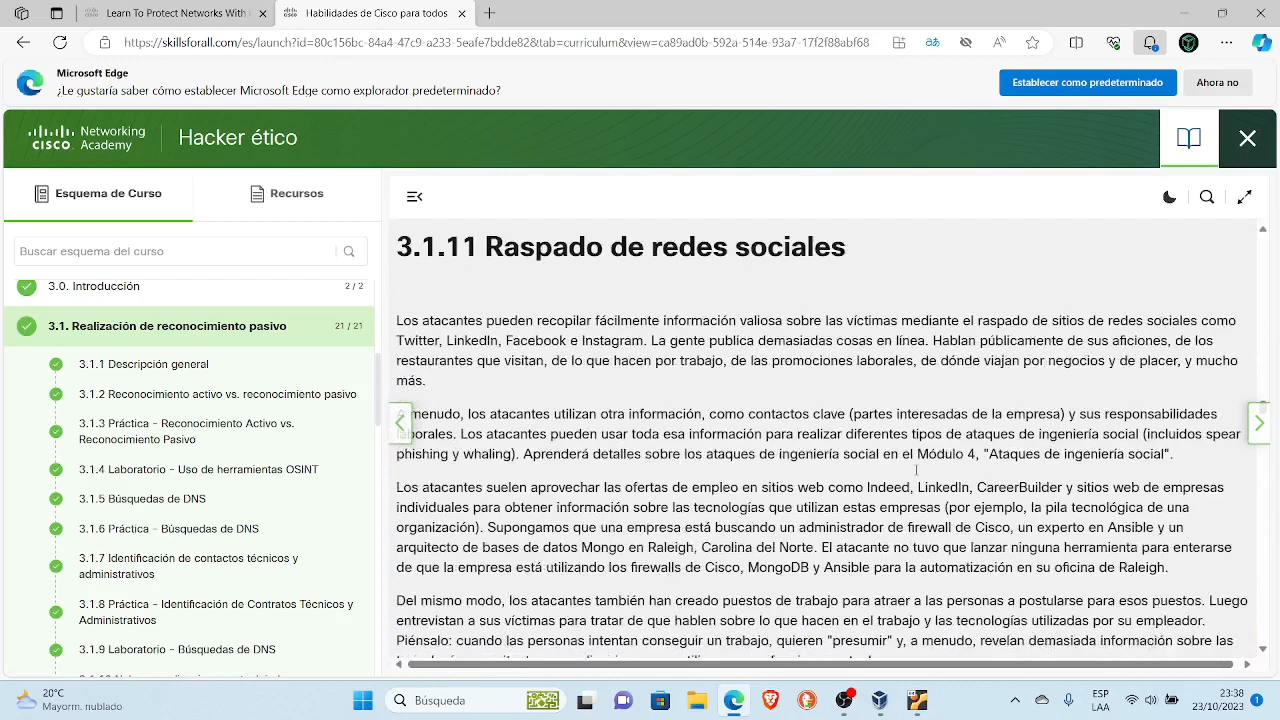 Learn To Protect Networks With
Habilidades de Cisco para todos
https://skillsforall.com/es/launch?id=80c156bc-84a4-47c9-a233-5eafe7bdde82&tab=curriculum&view=ca89ad0b-592a-514e-93a7-17f2f88abf68
Microsoft Edge
¿Le gustaría saber cómo establecer Microsoft Edge como explorador predeterminado?
Establecer como predeterminado
Ahora no
Networking
CISCO. Academy
Hacker ético
Esquema de Curso
Recursos
Buscar esquema del curso
3.0. Introducción 2 / 2
3.1. Realización de reconocimiento pasivo 21 / 21
3.1.1 Descripción general
3.1.2 Reconocimiento activo vs. reconocimiento pasivo
3.1.3 Práctica - Reconocimiento Activo vs.
Reconocimiento Pasivo
3.1.4 Laboratorio - Uso de herramientas OSINT
3.1.5 Búsquedas de DNS
3.1.6 Práctica - Búsquedas de DNS
3.1.7 Identificación de contactos técnicos y
administrativos
3.1.8 Práctica - Identificación de Contratos Técnicos y
Administrativos
3.1.9 Laboratorio - Búsquedas de DNS
3.1.11 Raspado de redes sociales
Los atacantes pueden recopilar fácilmente información valiosa sobre las víctimas mediante el raspado de sitios de redes sociales como
Twitter, LinkedIn, Facebook e Instagram. La gente publica demasiadas cosas en línea. Hablan públicamente de sus aficiones, de los
restaurantes que visitan, de lo que hacen por trabajo, de las promociones laborales, de dónde viajan por negocios y de placer, y mucho
más.
A menudo, los atacantes utilizan otra información, como contactos clave (partes interesadas de la empresa) y sus responsabilidades
laborales. Los atacantes pueden usar toda esa información para realizar diferentes tipos de ataques de ingeniería social (incluidos spear
phishing y whaling). Aprenderá detalles sobre los ataques de ingeniería social en el Módulo 4, "Ataques de ingeniería social".
Los atacantes suelen aprovechar las ofertas de empleo en sitios web como Indeed, LinkedIn, CareerBuilder y sitios web de empresas
individuales para obtener información sobre las tecnologías que utilizan estas empresas (por ejemplo, la pila tecnológica de una
organización). Supongamos que una empresa está buscando un administrador de firewall de Cisco, un experto en Ansible y un
arquitecto de bases de datos Mongo en Raleigh, Carolina del Norte. El atacante no tuvo que lanzar ninguna herramienta para enterarse
de que la empresa está utilizando los firewalls de Cisco, MongoDB y Ansible para la automatización en su oficina de Raleigh.
Del mismo modo, los atacantes también han creado puestos de trabajo para atraer a las personas a postularse para esos puestos. Luego
entrevistan a sus víctimas para tratar de que hablen sobre lo que hacen en el trabajo y las tecnologías utilizadas por su empleador.
Piénsalo: cuando las personas intentan conseguir un trabajo, quieren "presumir" y, a menudo, revelan demasiada información sobre las
20°C
Mayorm. nublado
Búsqueda
ESP
LAA
23:38
23/10/2023
1